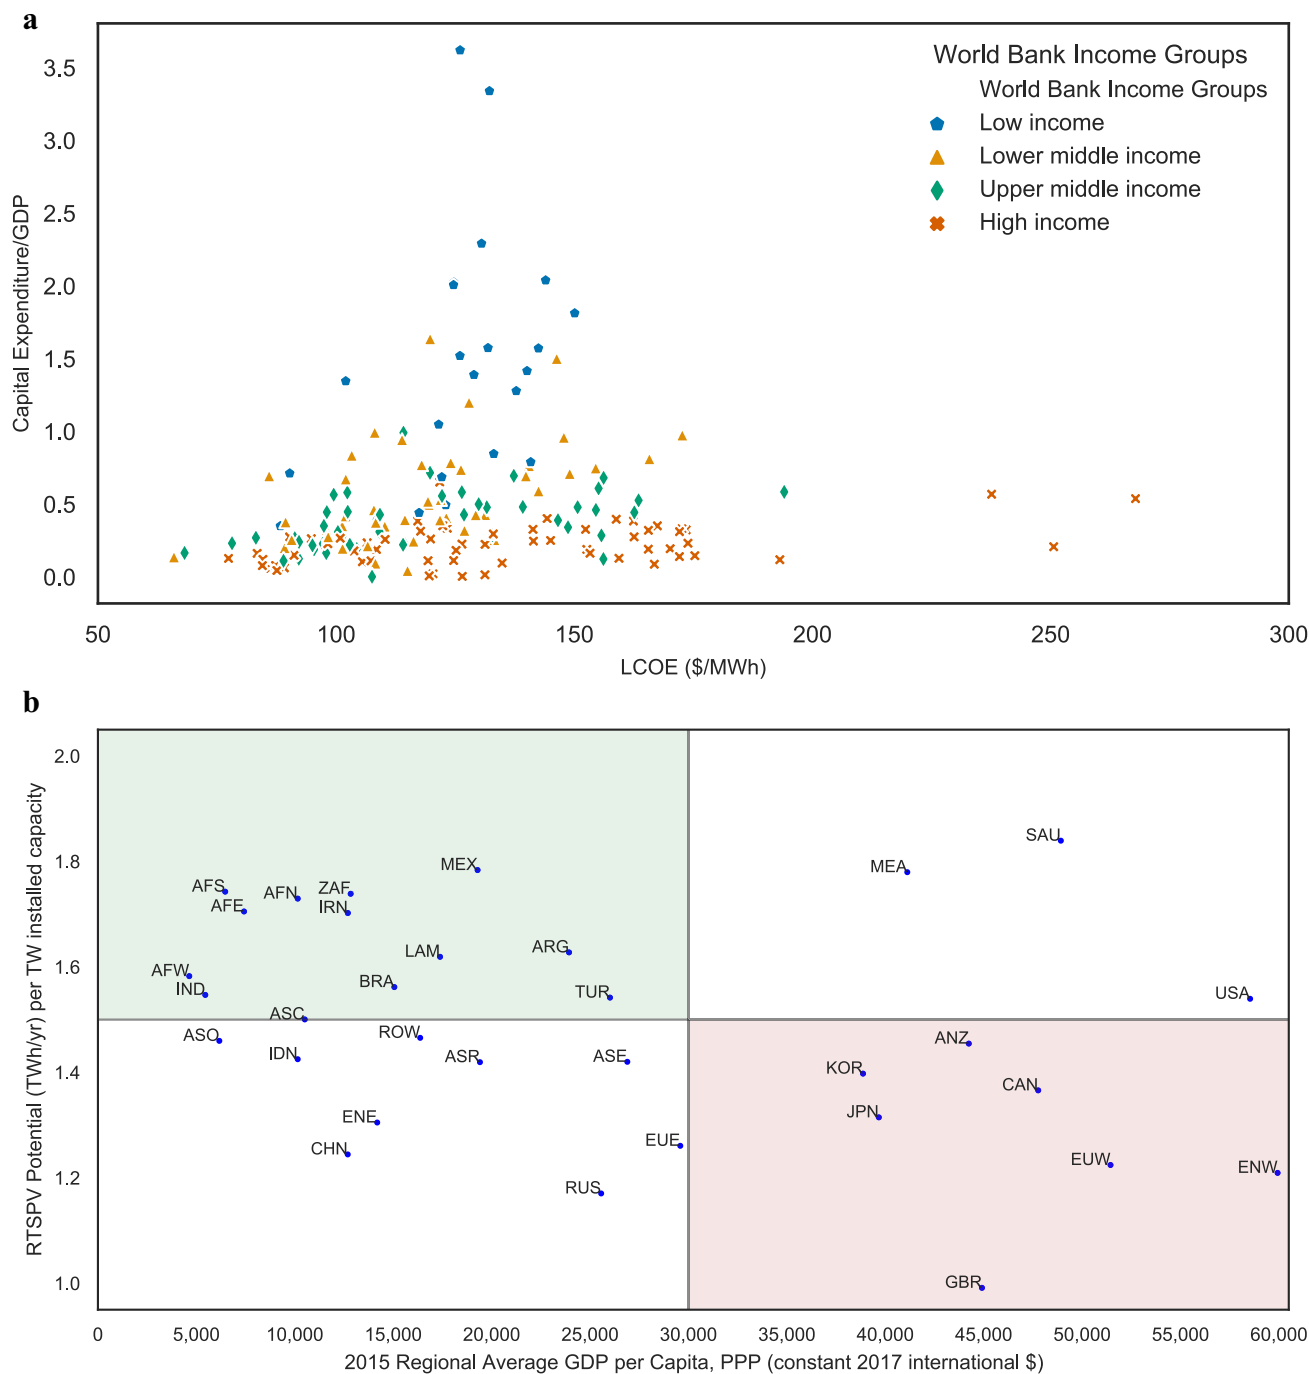 a
3.5
3.0
2.5
2.0
1.5
1.0
0.5
0.0
Capital Expenditure/GDP
World Bank Income Groups
World Bank Income Groups
Low income
Lower middle income
Upper middle income
High income
50 100 150 200 250 300
LCOE ($/MWh)
b
2.0
1.8
1.6
1.4
1.2
1.0
RTSPV Potential (TWh/yr) per TW installed capacity
SAU
MEX
MEA
AFS
AFN
ZAF
AFE
IRN
LAM
ARG
AFW
IND
BRA
TUR
USA
ASC
ASO
ROW
ANZ
IDN
ASR
ASE
KOR
CAN
JPN
ENE
CHN
EUE
EUW
ENW
RUS
GBR
0 5,000 10,000 15,000 20,000 25,000 30,000 35,000 40,000 45,000 50,000 55,000 60,000
2015 Regional Average GDP per Capita, PPP (constant 2017 international $)